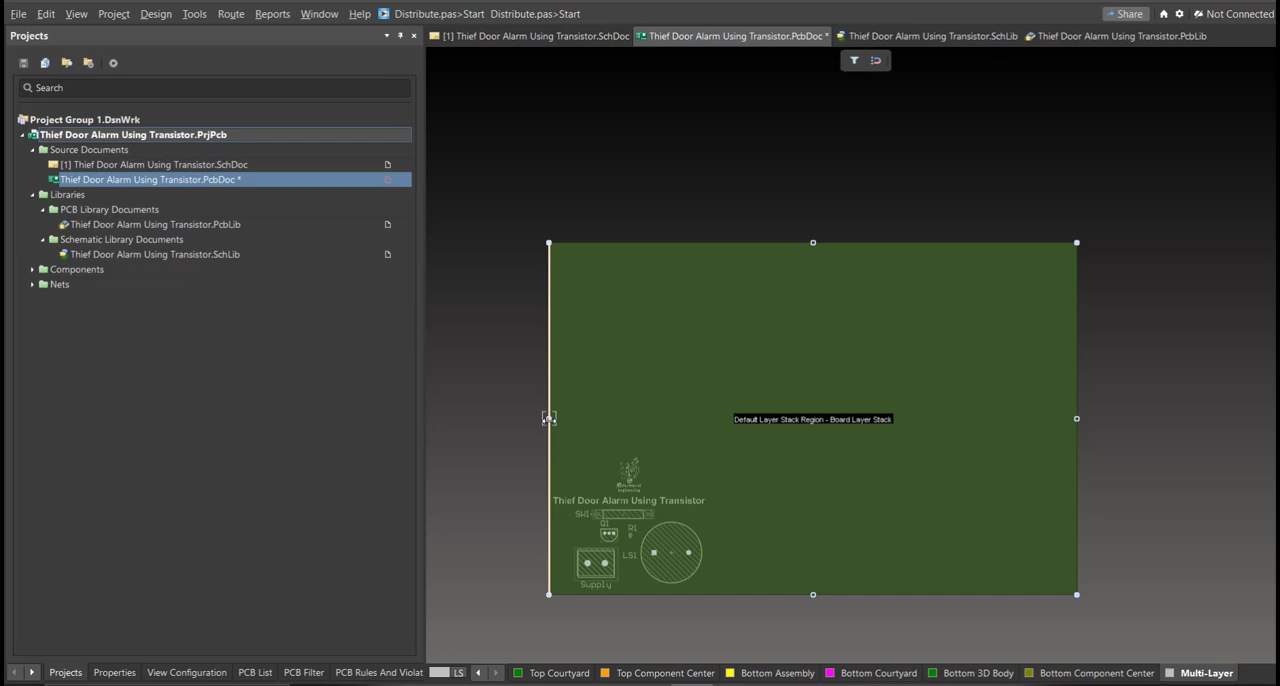 File Edit View Project Design Tools Route Reports Window Help Distribute.pas>Start Distribute.pas>Start Share Not Connected
Projects
[1] Thief Door Alarm Using Transistor.SchDoc Thief Door Alarm Using Transistor.PcbDoc * Thief Door Alarm Using Transistor.SchLib Thief Door Alarm Using Transistor.PcbLib
Search
Project Group 1.DsnWrk
Thief Door Alarm Using Transistor.PrjPcb
Source Documents
[1] Thief Door Alarm Using Transistor.SchDoc
Thief Door Alarm Using Transistor.PcbDoc *
Libraries
PCB Library Documents
Thief Door Alarm Using Transistor.PcbLib
Schematic Library Documents
Thief Door Alarm Using Transistor.SchLib
Components
Nets
Default Layer Stack Region - Board Layer Stack
Thief Door Alarm Using Transistor
SW1
Q1
R1
LS1
Supply
Projects Properties View Configuration PCB List PCB Filter PCB Rules And Violat LS Top Courtyard Top Component Center Bottom Assembly Bottom Courtyard Bottom 3D Body Bottom Component Center Multi-Layer